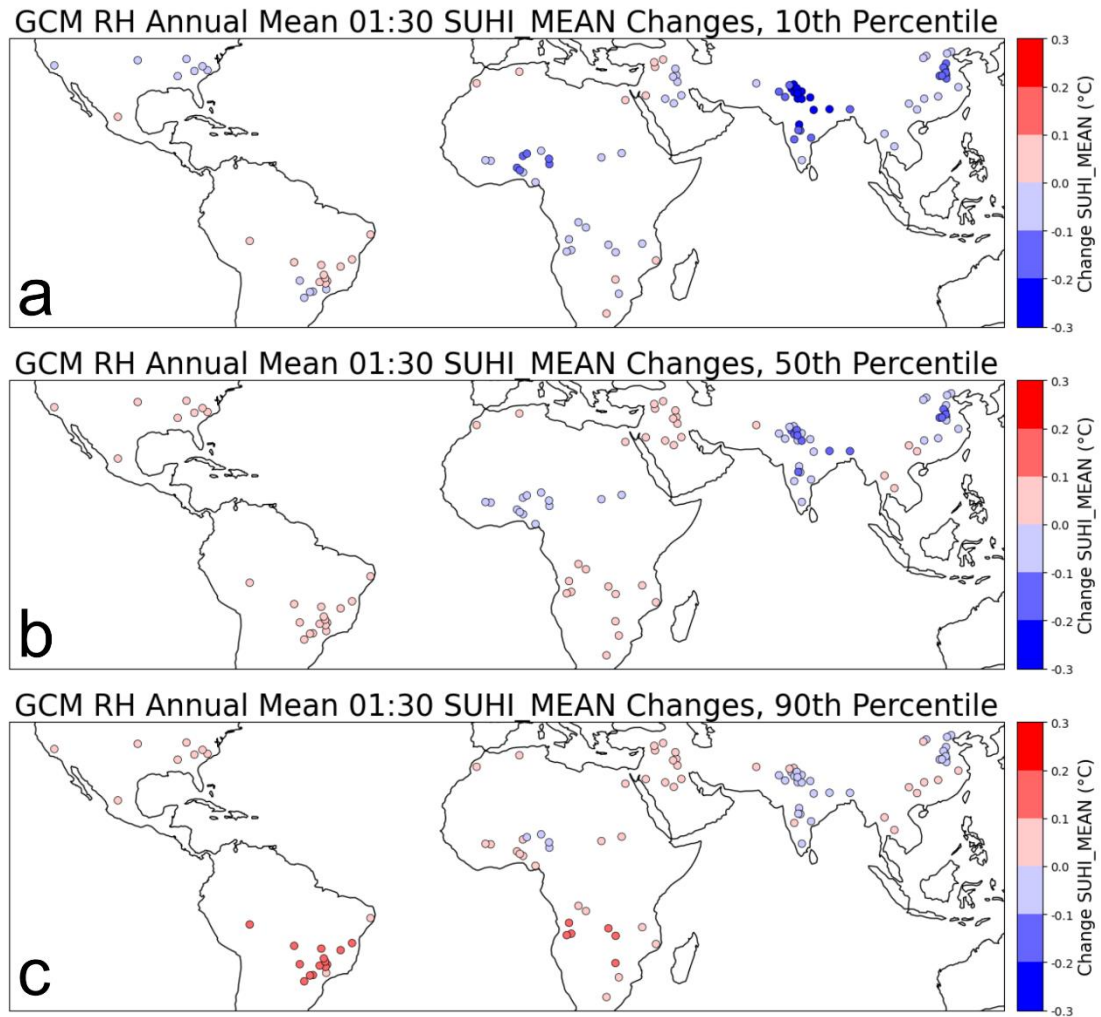 GCM RH Annual Mean 01:30 SUHI_MEAN Changes, 10th Percentile
0.3
0.2
0.1
0.0
-0.1
-0.2
-0.3
Change SUHI_MEAN (°C)
a
GCM RH Annual Mean 01:30 SUHI_MEAN Changes, 50th Percentile
0.3
0.2
0.1
0.0
-0.1
-0.2
-0.3
Change SUHI_MEAN (°C)
b
GCM RH Annual Mean 01:30 SUHI_MEAN Changes, 90th Percentile
0.3
0.2
0.1
0.0
-0.1
-0.2
-0.3
Change SUHI_MEAN (°C)
c